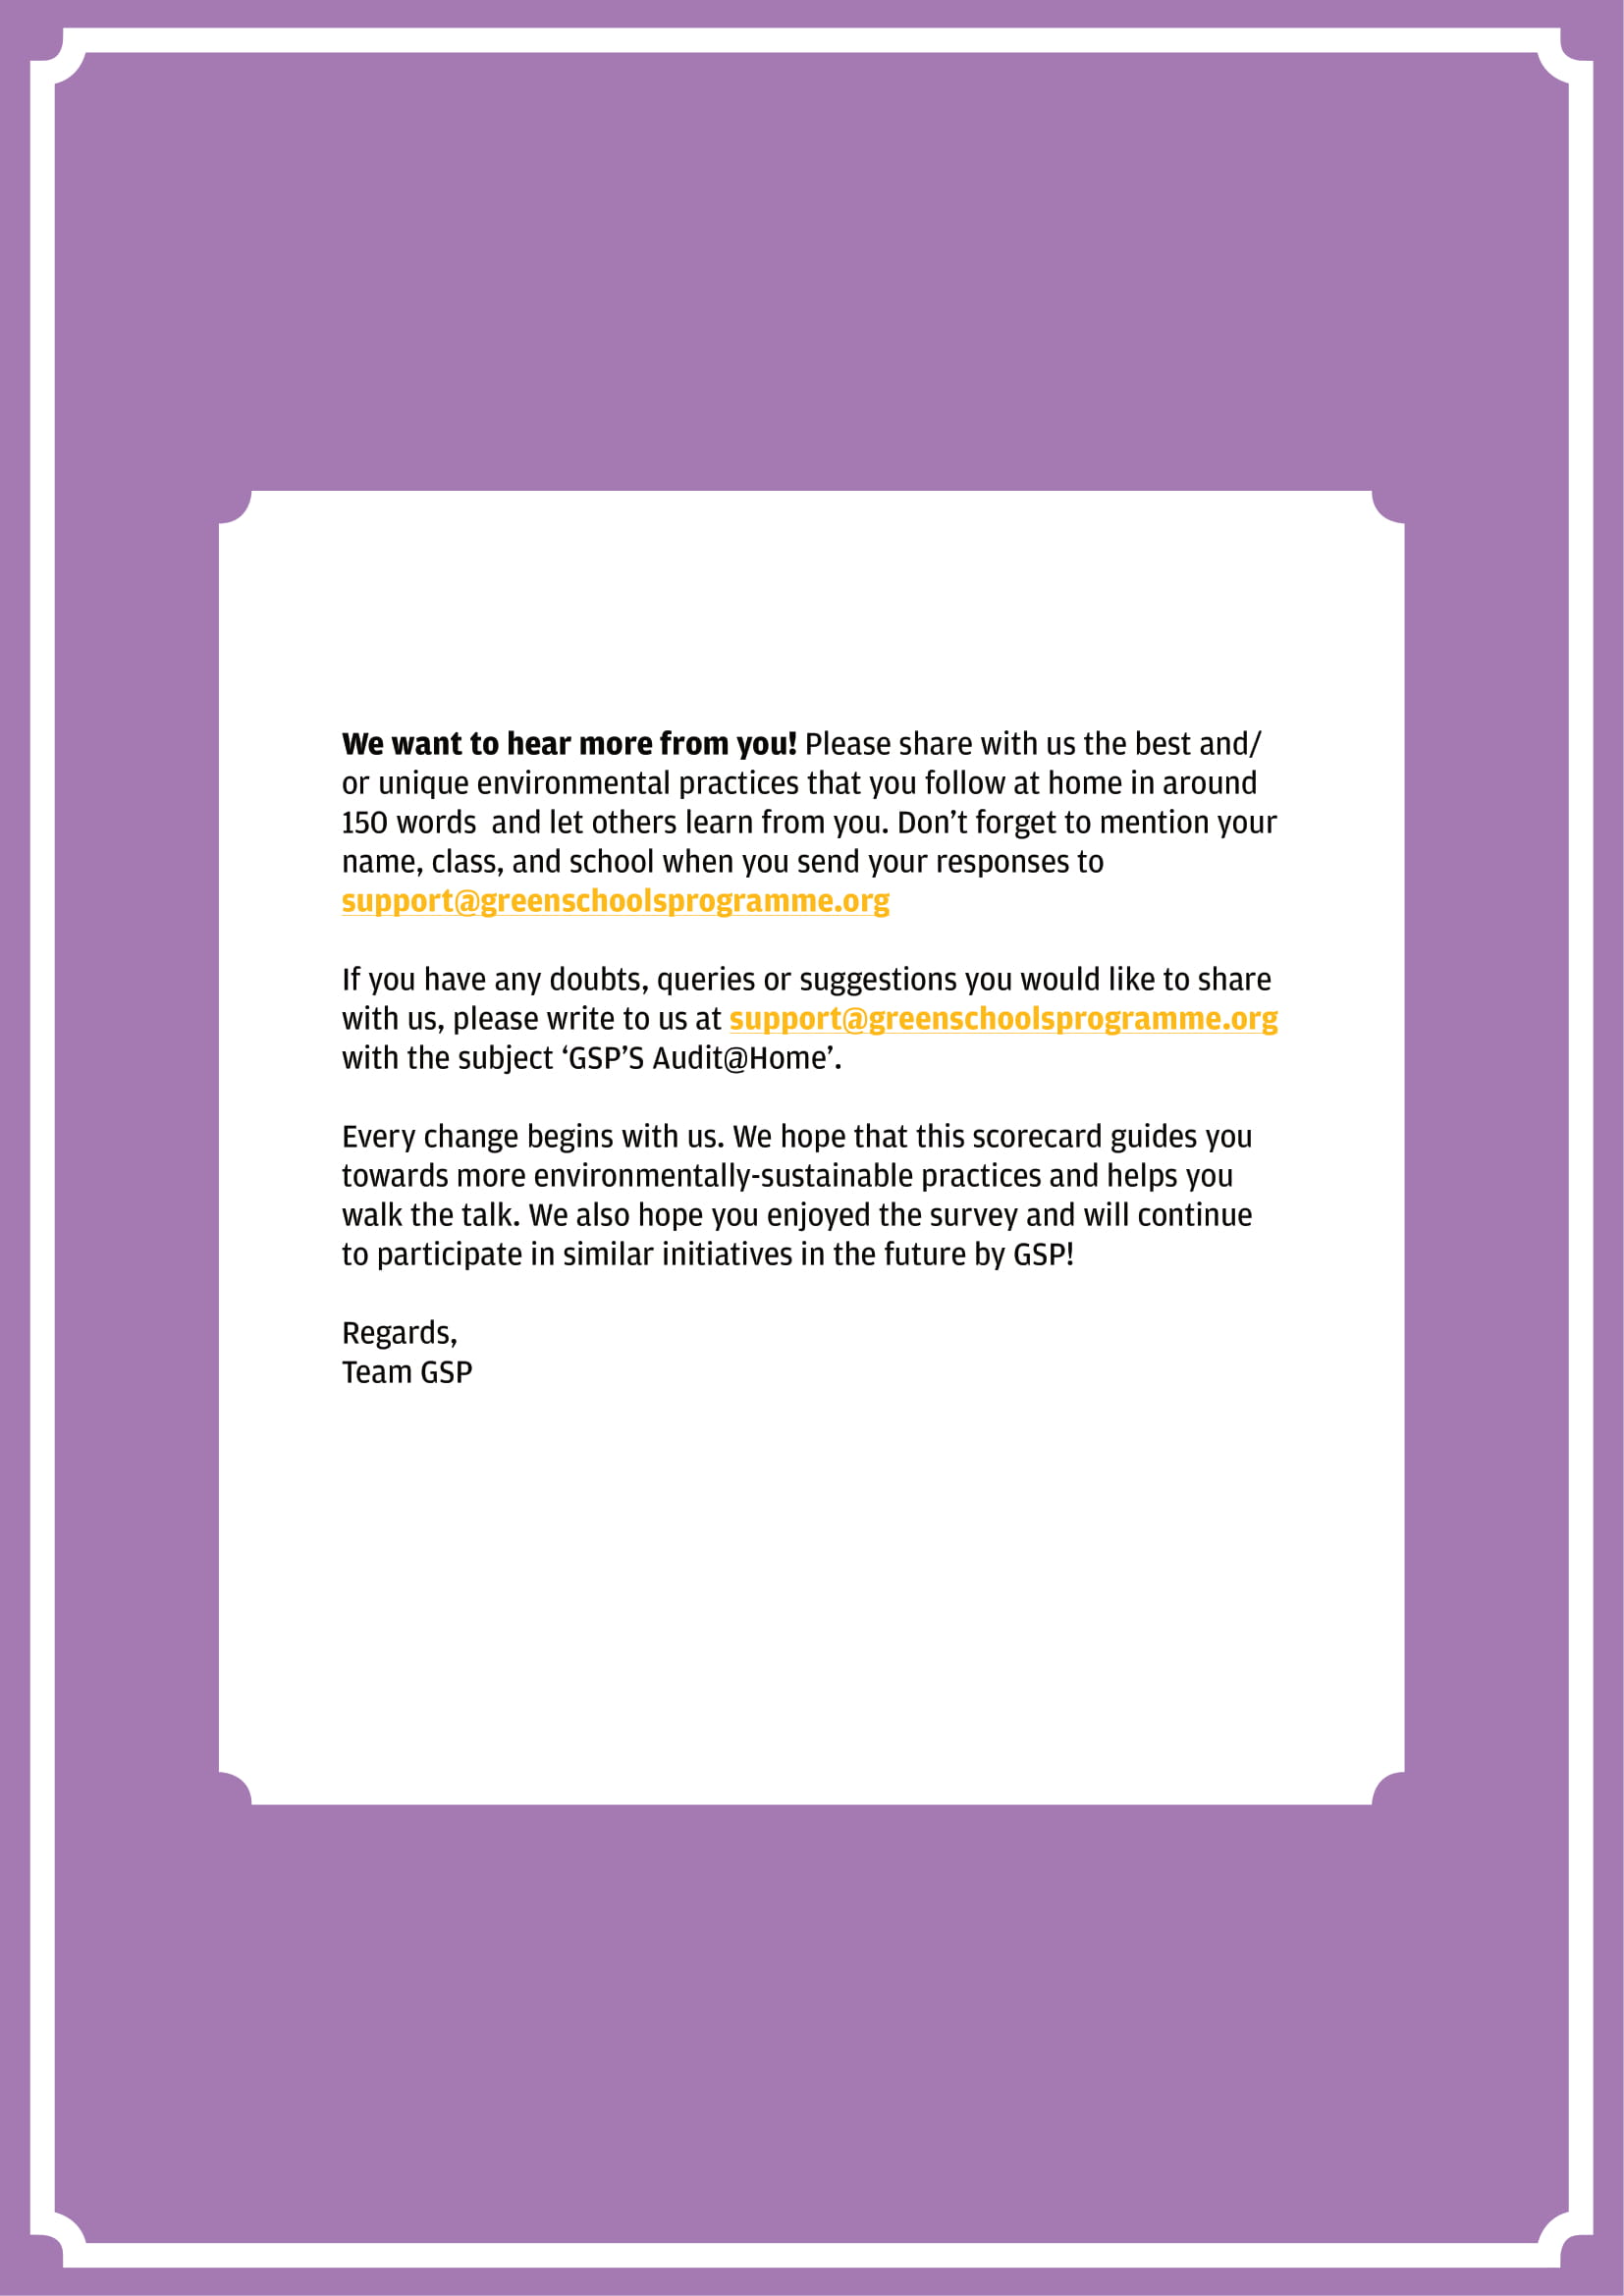 We want to hear more from you! Please share with us the best and/
or unique environmental practices that you follow at home in around
150 words  and let others learn from you. Don’t forget to mention your
name, class, and school when you send your responses to
support@greenschoolsprogramme.org
If you have any doubts, queries or suggestions you would like to share
with us, please write to us at support@greenschoolsprogramme.org
with the subject ‘GSP’S Audit@Home’.
Every change begins with us. We hope that this scorecard guides you
towards more environmentally-sustainable practices and helps you
walk the talk. We also hope you enjoyed the survey and will continue
to participate in similar initiatives in the future by GSP!
Regards,
Team GSP